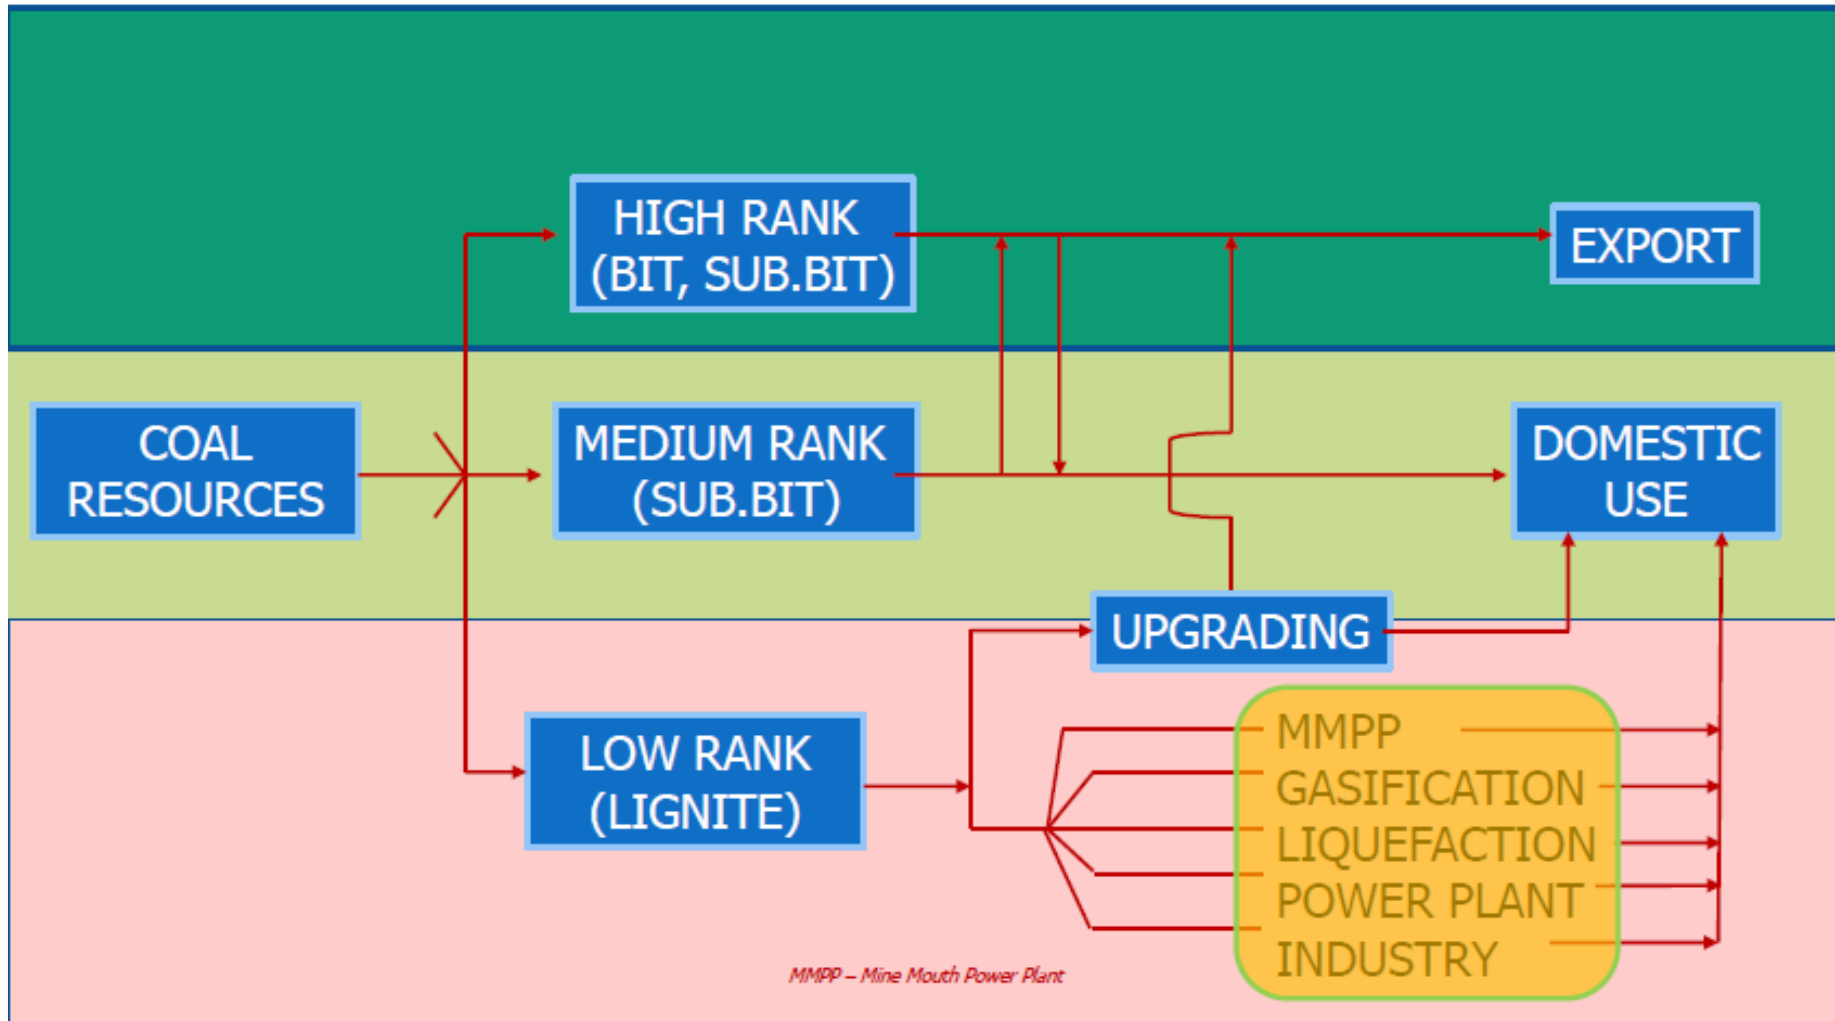 HIGH RANK
(BIT, SUB.BIT)
EXPORT
COAL
RESOURCES
MEDIUM RANK
(SUB.BIT)
DOMESTIC
USE
UPGRADING
LOW RANK
(LIGNITE)
MMPP
GASIFICATION
LIQUEFACTION
POWER PLANT
INDUSTRY
MMPP – Mine Mouth Power Plant